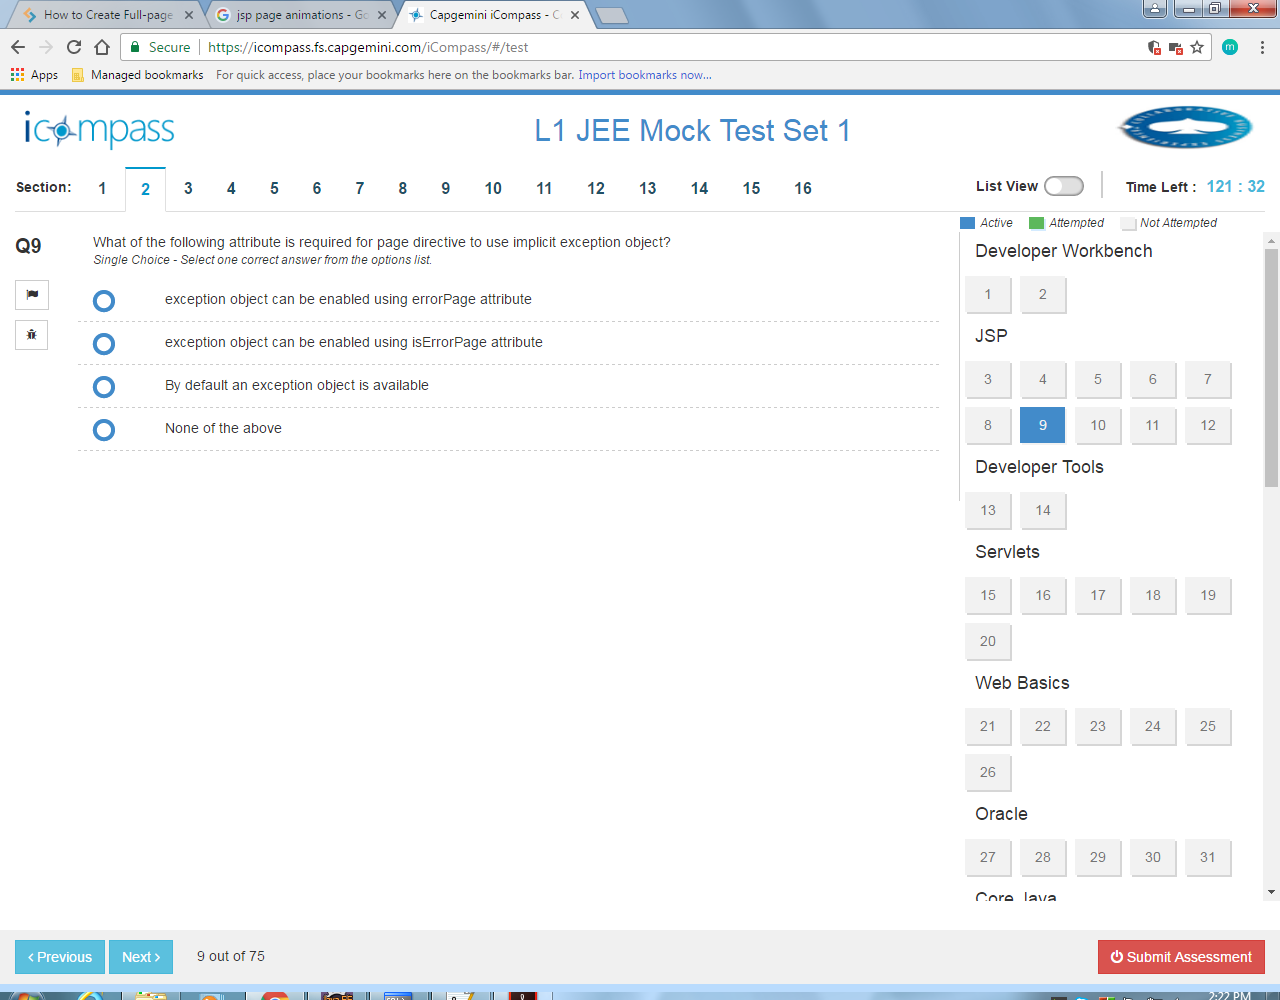 How to Create Full-page
jsp page animations - Go
Capgemini iCompass - C
Secure
https://icompass.fs.capgemini.com/iCompass/#/test
m
Apps
Managed bookmarks
For quick access, place your bookmarks here on the bookmarks bar. Import bookmarks now...
icompass
L1 JEE Mock Test Set 1
Section: 1 2 3 4 5 6 7 8 9 10 11 12 13 14 15 16
List View
Time Left : 121 : 32
Active Attempted Not Attempted
Q9
What of the following attribute is required for page directive to use implicit exception object?
Single Choice - Select one correct answer from the options list.
exception object can be enabled using errorPage attribute
exception object can be enabled using isErrorPage attribute
By default an exception object is available
None of the above
Developer Workbench
1 2
JSP
3 4 5 6 7
8 9 10 11 12
Developer Tools
13 14
Servlets
15 16 17 18 19
20
Web Basics
21 22 23 24 25
26
Oracle
27 28 29 30 31
Core Java
‹ Previous
Next ›
9 out of 75
Submit Assessment
2:22 PM